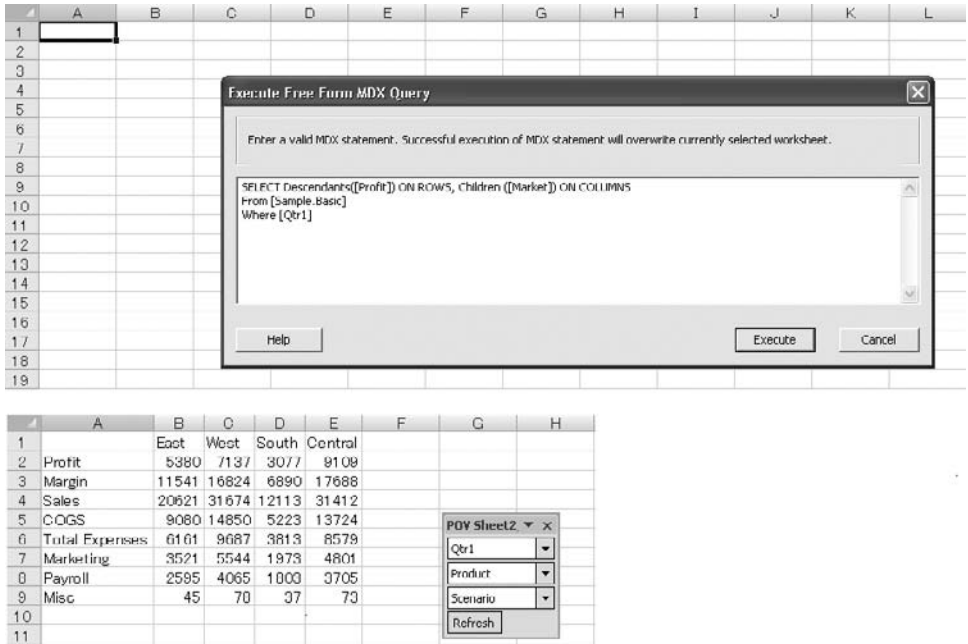 A B C D E F G H I J K L
1
2
3
4
Execute Free Form MDX Query
5
6
7
Enter a valid MDX statement. Successful execution of MDX statement will overwrite currently selected worksheet.
8
9
SELECT Descendants([Profit]) ON ROWS, Children ([Market]) ON COLUMNS
10
From [Sample.Basic]
11
Where [Qtr1]
12
13
14
15
16
17
Help Execute Cancel
18
19
A B C D E F G H
1 East West South Central
2 Profit 5380 7137 3077 9109
3 Margin 11541 16824 6890 17688
4 Sales 20621 31674 12113 31412
5 COGS 9080 14850 5223 13724
6 Total Expenses 6161 9687 3813 8579
7 Marketing 3521 5544 1973 4801
8 Payroll 2595 4065 1803 3705
9 Misc 45 78 37 73
10
11
POV Sheet2
Qtr1
Product
Scenario
Refresh